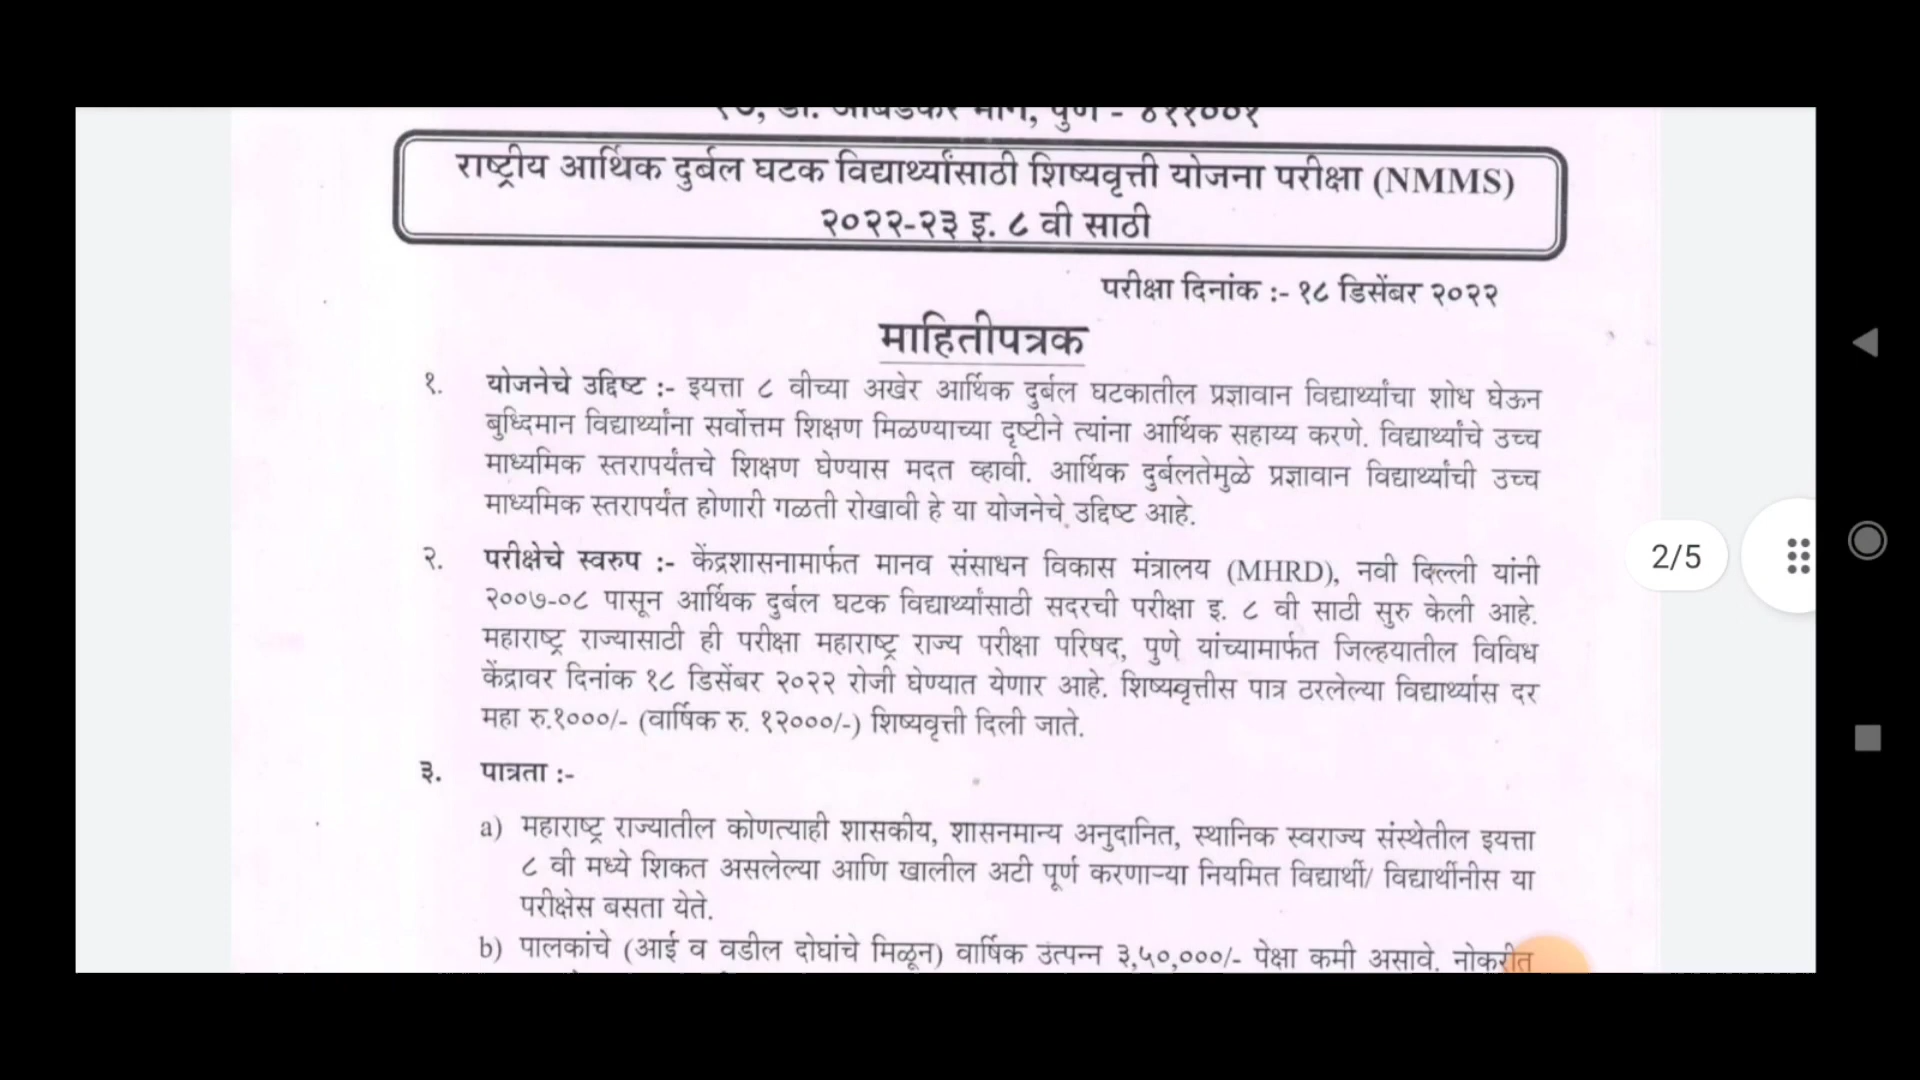 १७, डॉ. आंबेडकर मार्ग, पुणे - ४११००१
राष्ट्रीय आर्थिक दुर्बल घटक विद्यार्थ्यांसाठी शिष्यवृत्ती योजना परीक्षा (NMMS)
२०२२-२३ इ. ८ वी साठी
परीक्षा दिनांक :- १८ डिसेंबर २०२२
माहितीपत्रक
१. योजनेचे उद्दिष्ट :- इयत्ता ८ वीच्या अखेर आर्थिक दुर्बल घटकातील प्रज्ञावान विद्यार्थ्यांचा शोध घेऊन
बुध्दिमान विद्यार्थ्यांना सर्वोत्तम शिक्षण मिळण्याच्या दृष्टीने त्यांना आर्थिक सहाय्य करणे. विद्यार्थ्यांचे उच्च
माध्यमिक स्तरापर्यंतचे शिक्षण घेण्यास मदत व्हावी. आर्थिक दुर्बलतेमुळे प्रज्ञावान विद्यार्थ्यांची उच्च
माध्यमिक स्तरापर्यंत होणारी गळती रोखावी हे या योजनेचे उद्दिष्ट आहे.
२. परीक्षेचे स्वरुप :- केंद्रशासनामार्फत मानव संसाधन विकास मंत्रालय (MHRD), नवी दिल्ली यांनी
२००७-०८ पासून आर्थिक दुर्बल घटक विद्यार्थ्यांसाठी सदरची परीक्षा इ. ८ वी साठी सुरु केली आहे.
महाराष्ट्र राज्यासाठी ही परीक्षा महाराष्ट्र राज्य परीक्षा परिषद, पुणे यांच्यामार्फत जिल्हयातील विविध
केंद्रावर दिनांक १८ डिसेंबर २०२२ रोजी घेण्यात येणार आहे. शिष्यवृत्तीस पात्र ठरलेल्या विद्यार्थ्यास दर
महा रु.१०००/- (वार्षिक रु. १२०००/-) शिष्यवृत्ती दिली जाते.
2/5
३. पात्रता :-
a) महाराष्ट्र राज्यातील कोणत्याही शासकीय, शासनमान्य अनुदानित, स्थानिक स्वराज्य संस्थेतील इयत्ता
८ वी मध्ये शिकत असलेल्या आणि खालील अटी पूर्ण करणाऱ्या नियमित विद्यार्थी/ विद्यार्थीनीस या
परीक्षेस बसता येते.
b) पालकांचे (आई व वडील दोघांचे मिळून) वार्षिक उत्पन्न ३,५०,०००/- पेक्षा कमी असावे. नोकरीत